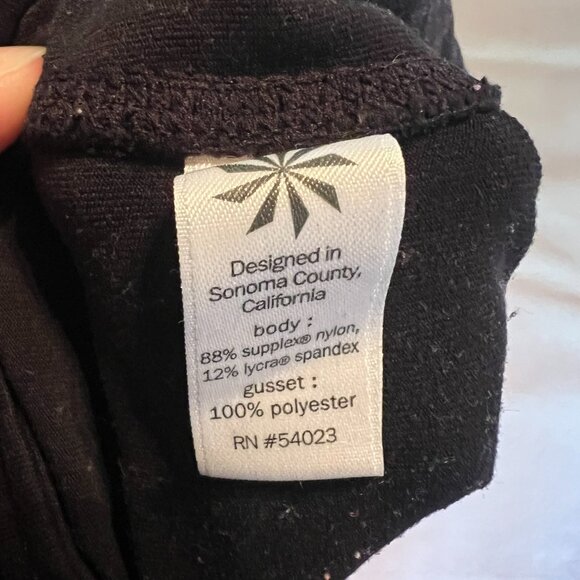 Designed in
Sonoma County,
California
body :
88% supplex® nylon,
12% lycra® spandex
gusset :
100% polyester
RN #54023